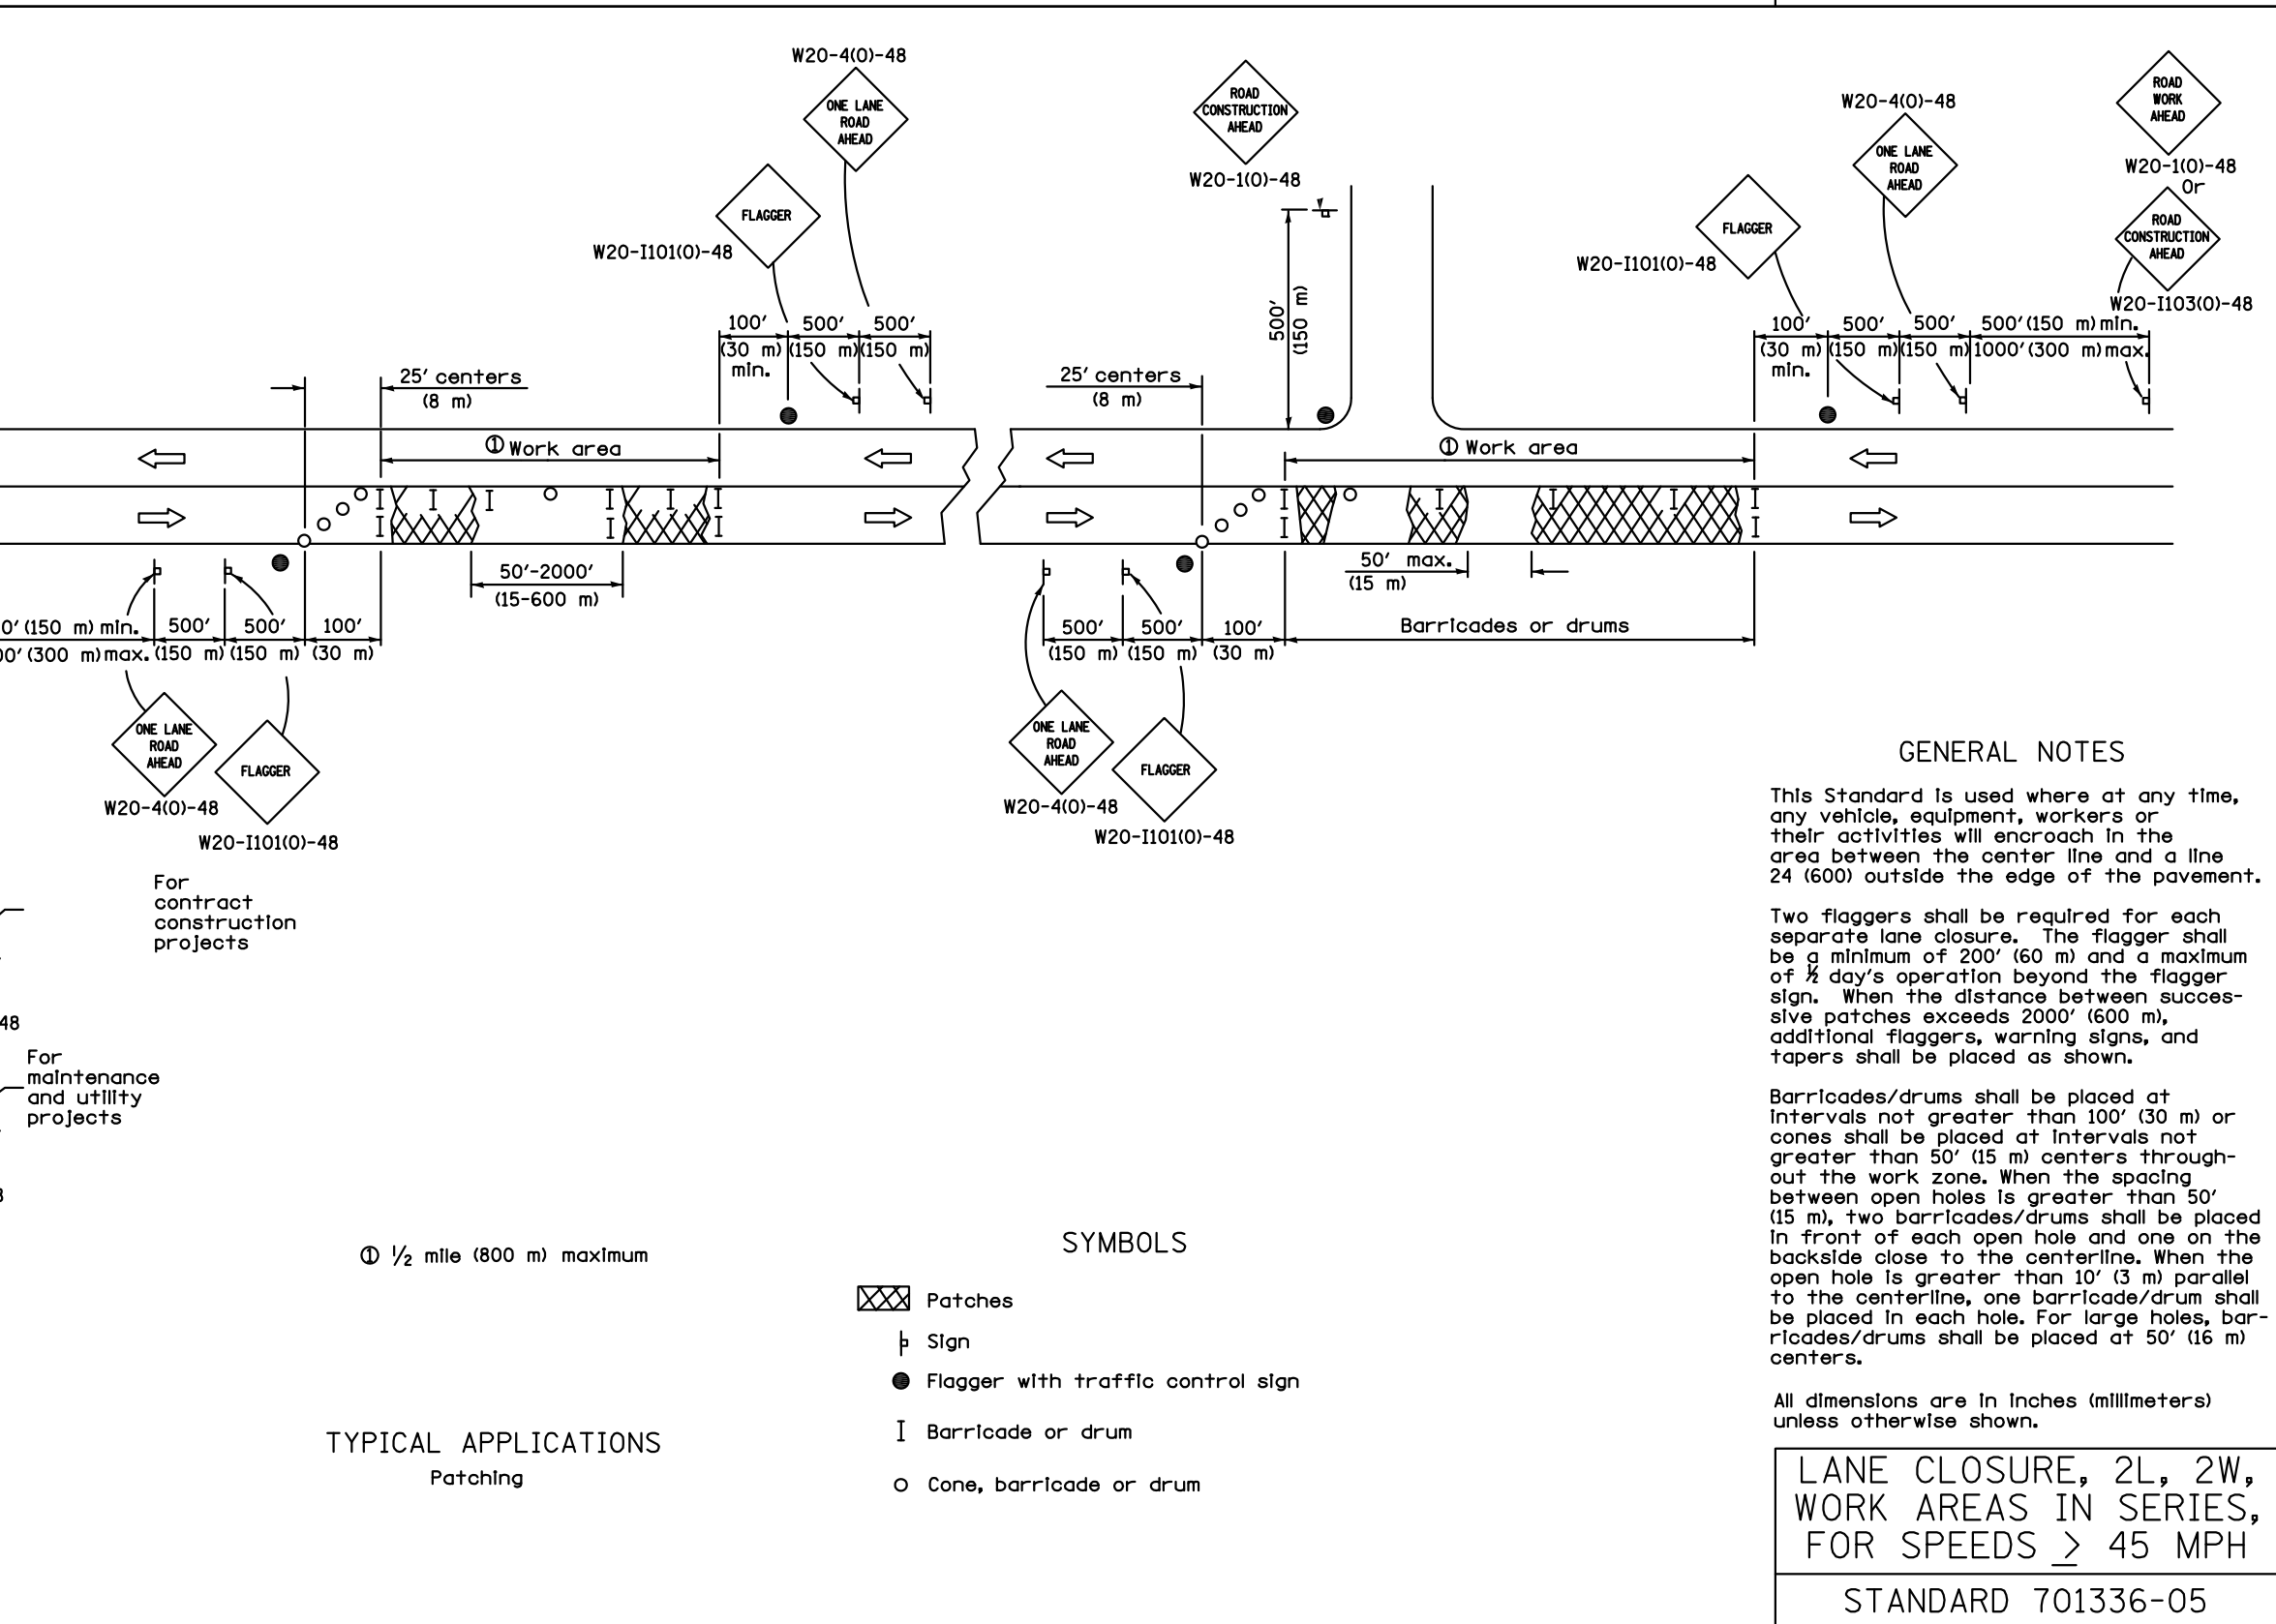 W20-4(O)-48
ONE LANE
ROAD
AHEAD
FLAGGER
W20-I101(O)-48
100' 500' 500'
(30 m) (150 m) (150 m)
min.
25' centers
(8 m)
① Work area
50'-2000'
(15-600 m)
0' (150 m) min. 500' 500' 100'
00' (300 m) max. (150 m) (150 m) (30 m)
ONE LANE
ROAD
AHEAD
W20-4(O)-48
FLAGGER
W20-I101(O)-48
ROAD
CONSTRUCTION
AHEAD
W20-1(O)-48
500'
(150 m)
25' centers
(8 m)
① Work area
50' max.
(15 m)
500' 500' 100'
(150 m) (150 m) (30 m)
Barricades or drums
ONE LANE
ROAD
AHEAD
W20-4(O)-48
FLAGGER
W20-I101(O)-48
W20-4(O)-48
ONE LANE
ROAD
AHEAD
FLAGGER
W20-I101(O)-48
ROAD
WORK
AHEAD
W20-1(O)-48
Or
ROAD
CONSTRUCTION
AHEAD
W20-I103(O)-48
100' 500' 500' 500' (150 m) min.
(30 m) (150 m) (150 m) 1000' (300 m) max.
min.
For
contract
construction
projects
48
For
maintenance
and utility
projects
① 1/2 mile (800 m) maximum
TYPICAL APPLICATIONS
Patching
SYMBOLS
Patches
Sign
Flagger with traffic control sign
Barricade or drum
Cone, barricade or drum
GENERAL NOTES
This Standard is used where at any time,
any vehicle, equipment, workers or
their activities will encroach in the
area between the center line and a line
24 (600) outside the edge of the pavement.
Two flaggers shall be required for each
separate lane closure. The flagger shall
be a minimum of 200' (60 m) and a maximum
of ½ day's operation beyond the flagger
sign. When the distance between succes-
sive patches exceeds 2000' (600 m),
additional flaggers, warning signs, and
tapers shall be placed as shown.
Barricades/drums shall be placed at
intervals not greater than 100' (30 m) or
cones shall be placed at intervals not
greater than 50' (15 m) centers through-
out the work zone. When the spacing
between open holes is greater than 50'
(15 m), two barricades/drums shall be placed
in front of each open hole and one on the
backside close to the centerline. When the
open hole is greater than 10' (3 m) parallel
to the centerline, one barricade/drum shall
be placed in each hole. For large holes, bar-
ricades/drums shall be placed at 50' (16 m)
centers.
All dimensions are in inches (millimeters)
unless otherwise shown.
LANE CLOSURE, 2L, 2W,
WORK AREAS IN SERIES,
FOR SPEEDS ≥ 45 MPH
STANDARD 701336-05